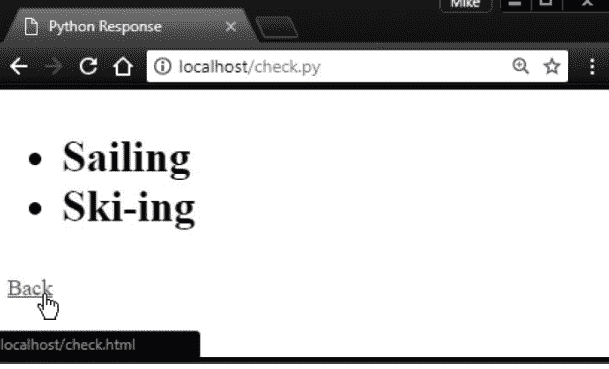 Mike
Python Response
localhost/check.py
• Sailing
• Ski-ing
Back
localhost/check.html